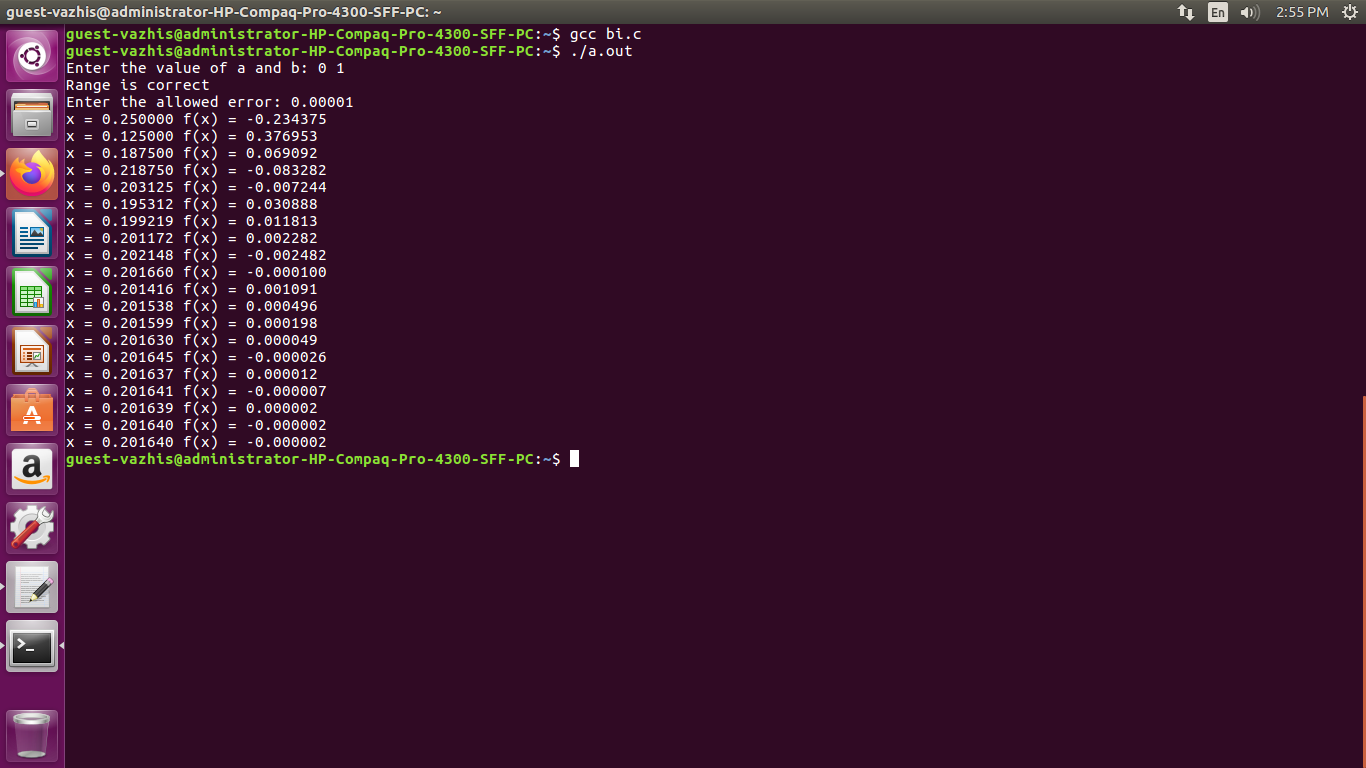 guest-vazhis@administrator-HP-Compaq-Pro-4300-SFF-PC: ~ En 2:55 PM
guest-vazhis@administrator-HP-Compaq-Pro-4300-SFF-PC:~$ gcc bi.c
guest-vazhis@administrator-HP-Compaq-Pro-4300-SFF-PC:~$ ./a.out
Enter the value of a and b: 0 1
Range is correct
Enter the allowed error: 0.00001
x = 0.250000 f(x) = -0.234375
x = 0.125000 f(x) = 0.376953
x = 0.187500 f(x) = 0.069092
x = 0.218750 f(x) = -0.083282
x = 0.203125 f(x) = -0.007244
x = 0.195312 f(x) = 0.030888
x = 0.199219 f(x) = 0.011813
x = 0.201172 f(x) = 0.002282
x = 0.202148 f(x) = -0.002482
x = 0.201660 f(x) = -0.000100
x = 0.201416 f(x) = 0.001091
x = 0.201538 f(x) = 0.000496
x = 0.201599 f(x) = 0.000198
x = 0.201630 f(x) = 0.000049
x = 0.201645 f(x) = -0.000026
x = 0.201637 f(x) = 0.000012
x = 0.201641 f(x) = -0.000007
x = 0.201639 f(x) = 0.000002
x = 0.201640 f(x) = -0.000002
x = 0.201640 f(x) = -0.000002
guest-vazhis@administrator-HP-Compaq-Pro-4300-SFF-PC:~$